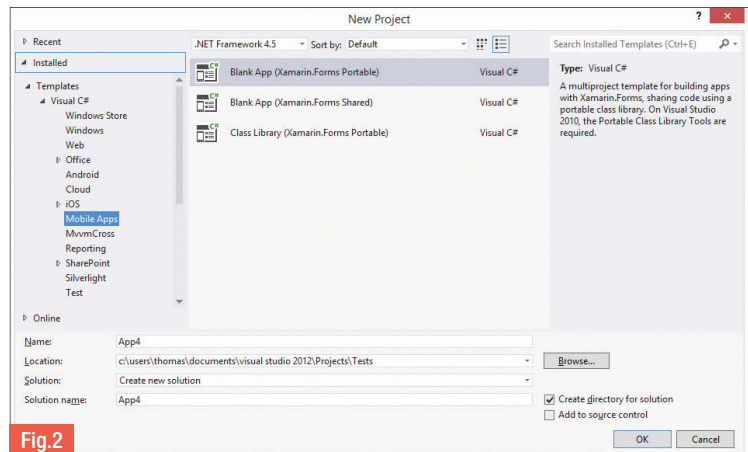 New Project
? ×
Recent
.NET Framework 4.5 Sort by: Default
Search Installed Templates (Ctrl+E)
Installed
Templates
Visual C#
Windows Store
Windows
Web
Office
Android
Cloud
iOS
Mobile Apps
MvvmCross
Reporting
SharePoint
Silverlight
Test
Online
C# Blank App (Xamarin.Forms Portable) Visual C#
C# Blank App (Xamarin.Forms Shared) Visual C#
C# Class Library (Xamarin.Forms Portable) Visual C#
Type: Visual C#
A multiproject template for building apps
with Xamarin.Forms, sharing code using a
portable class library. On Visual Studio
2010, the Portable Class Library Tools are
required.
Name: App4
Location: c:\users\thomas\documents\visual studio 2012\Projects\Tests Browse...
Solution: Create new solution
Solution name: App4
Create directory for solution
Add to source control
OK Cancel
Fig.2